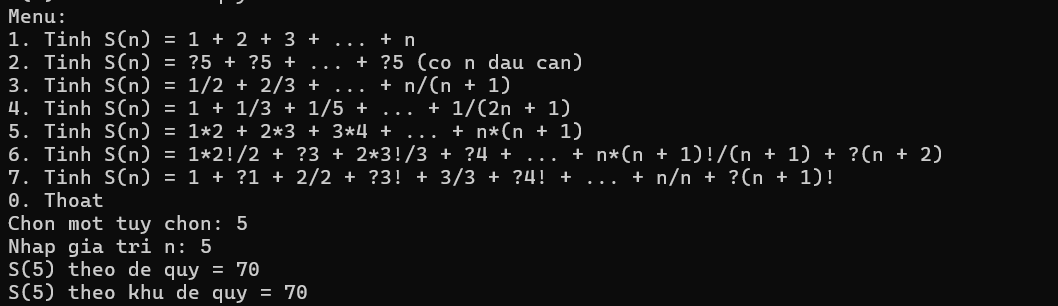 Menu:
1. Tinh S(n) = 1 + 2 + 3 + ... + n
2. Tinh S(n) = ?5 + ?5 + ... + ?5 (co n dau can)
3. Tinh S(n) = 1/2 + 2/3 + ... + n/(n + 1)
4. Tinh S(n) = 1 + 1/3 + 1/5 + ... + 1/(2n + 1)
5. Tinh S(n) = 1*2 + 2*3 + 3*4 + ... + n*(n + 1)
6. Tinh S(n) = 1*2!/2 + ?3 + 2*3!/3 + ?4 + ... + n*(n + 1)!/(n + 1) + ?(n + 2)
7. Tinh S(n) = 1 + ?1 + 2/2 + ?3! + 3/3 + ?4! + ... + n/n + ?(n + 1)!
0. Thoat
Chon mot tuy chon: 5
Nhap gia tri n: 5
S(5) theo de quy = 70
S(5) theo khu de quy = 70